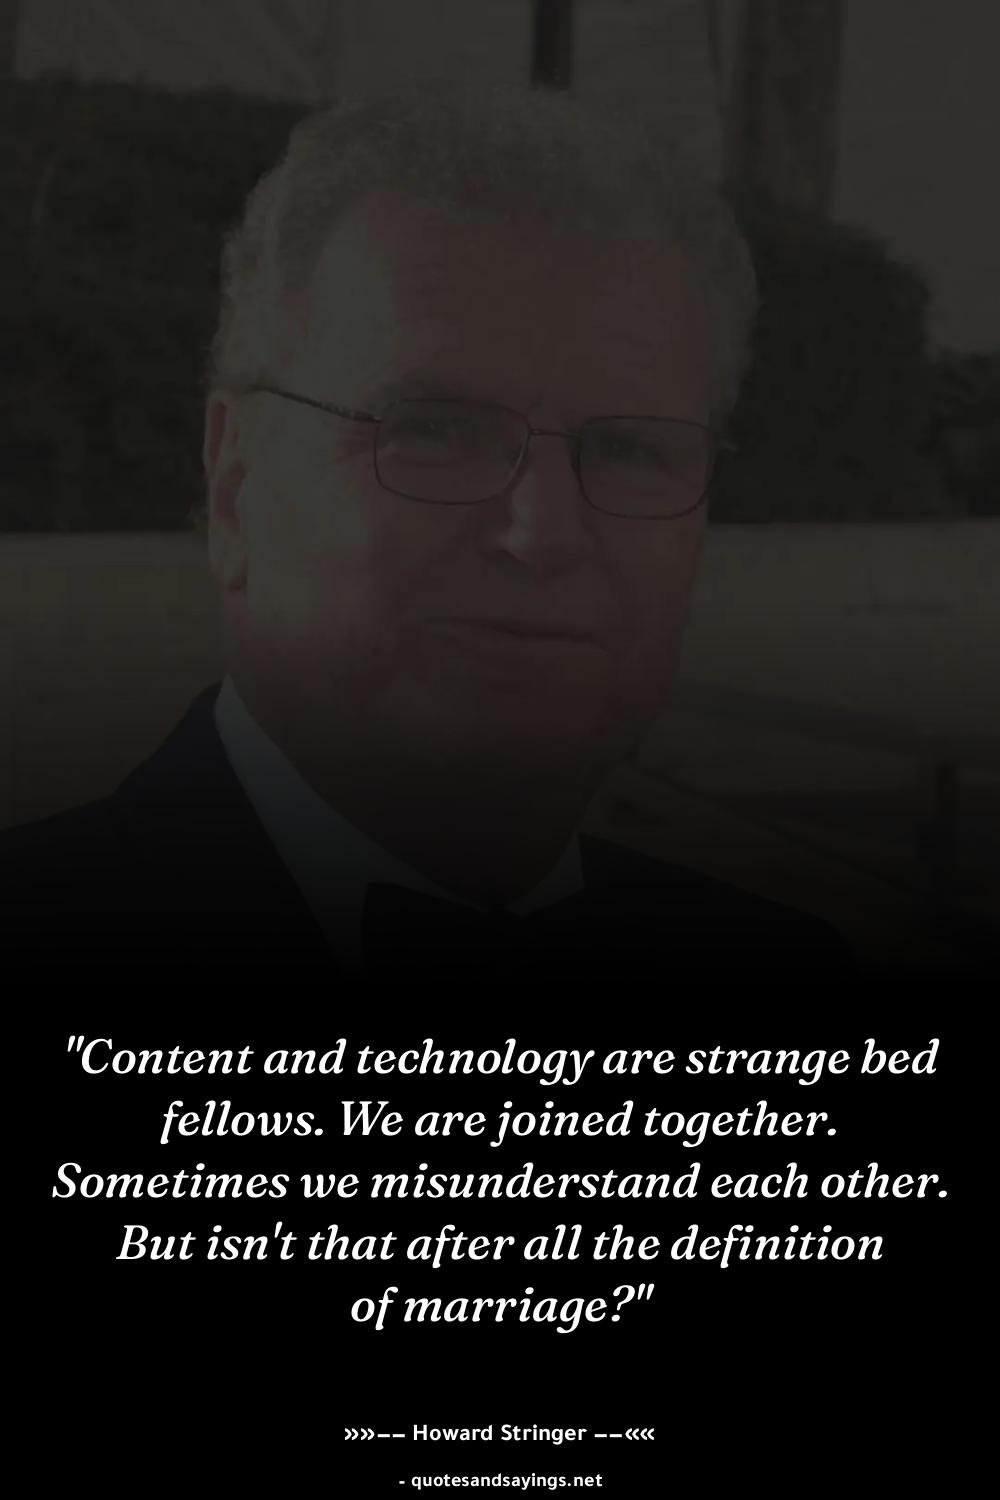 "Content and technology are strange bed
fellows. We are joined together.
Sometimes we misunderstand each other.
But isn't that after all the definition
of marriage?"
»»—— Howard Stringer ——««
- quotesandsayings.net